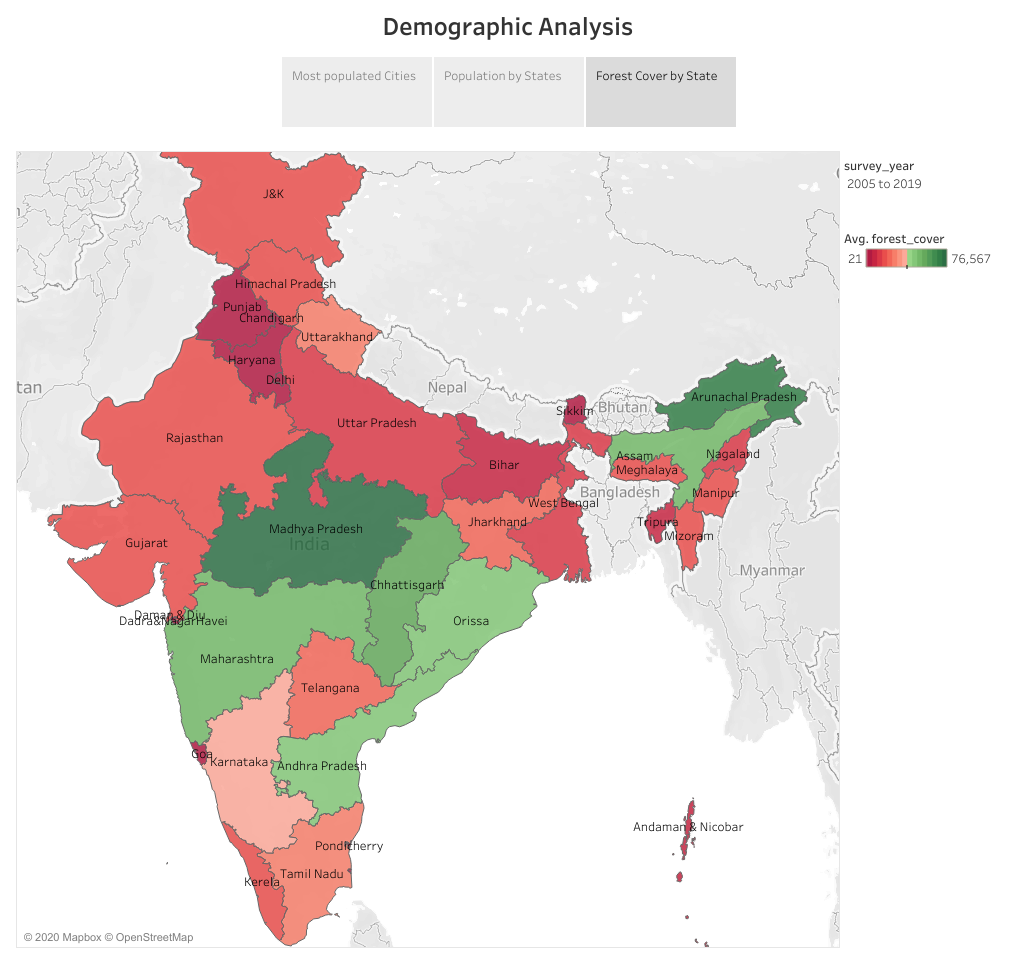 Demographic Analysis
Most populated Cities
Population by States
Forest Cover by State
survey_year
2005 to 2019
Avg. forest_cover
21
76,567
J&K
Himachal Pradesh
Punjab
Chandigarh
Uttarakhand
Haryana
Delhi
tan
Nepal
Arunachal Pradesh
Sikkim
Bhutan
Uttar Pradesh
Rajasthan
Assam
Nagaland
Bihar
Meghalaya
Bangladesh
Manipur
West Bengal
Jharkhand
Tripura
Madhya Pradesh
Mizoram
Gujarat
India
Myanmar
Chhattisgarh
Daman & Diu
Dadra&NagarHavei
Orissa
Maharashtra
Telangana
Goa
Karnataka
Andhra Pradesh
Andaman & Nicobar
Pondicherry
Tamil Nadu
Kerela
© 2020 Mapbox © OpenStreetMap